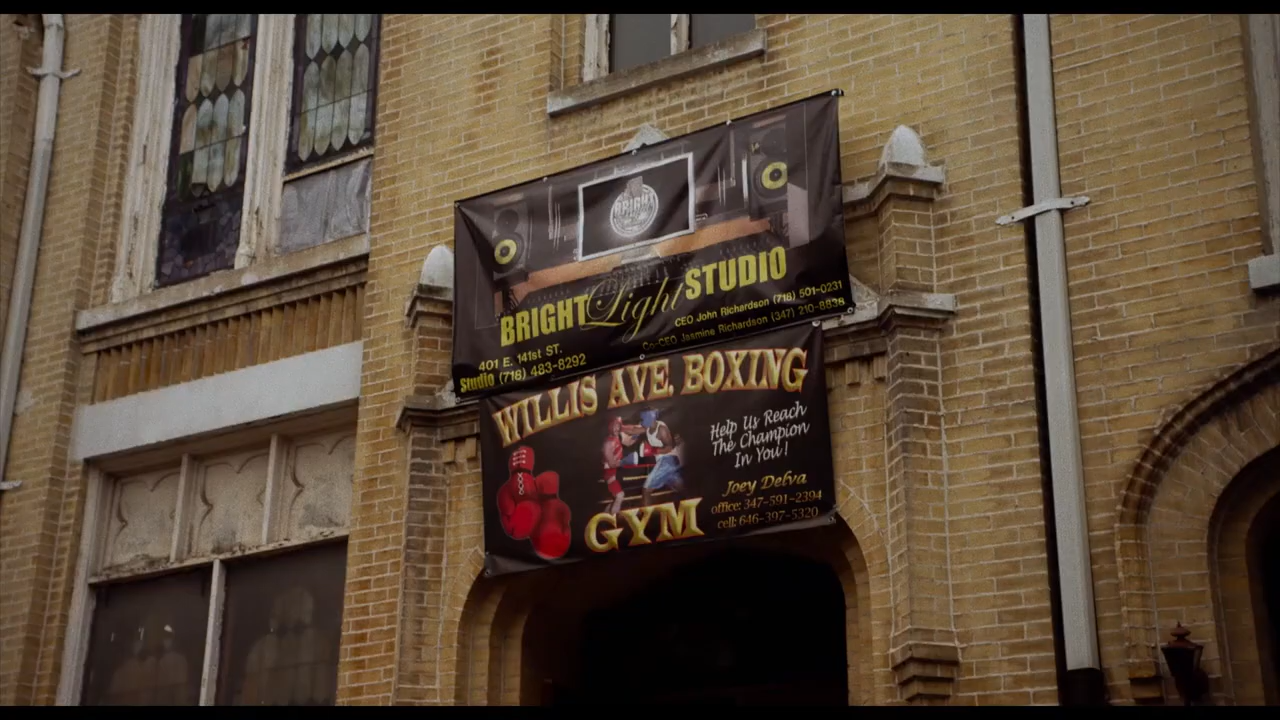 BRIGHT
BRIGHT Light STUDIO
401 E. 141st ST.
Studio (718) 483-8292
CEO John Richardson (718) 501-0231
Co-CEO Jasmine Richardson (347) 210-8838
WILLIS AVE. BOXING
GYM
Help Us Reach
The Champion
In You!
Joey Delva
office: 347-591-2394
cell: 646-397-5320